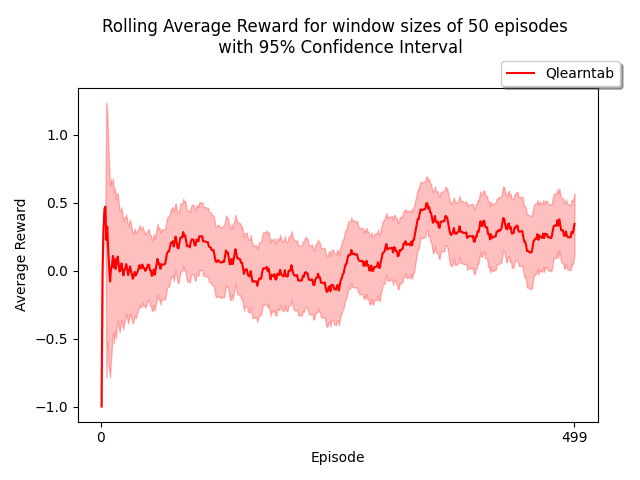 Rolling Average Reward for window sizes of 50 episodes
with 95% Confidence Interval
Qlearntab
Average Reward
1.0
0.5
0.0
−0.5
−1.0
0
499
Episode